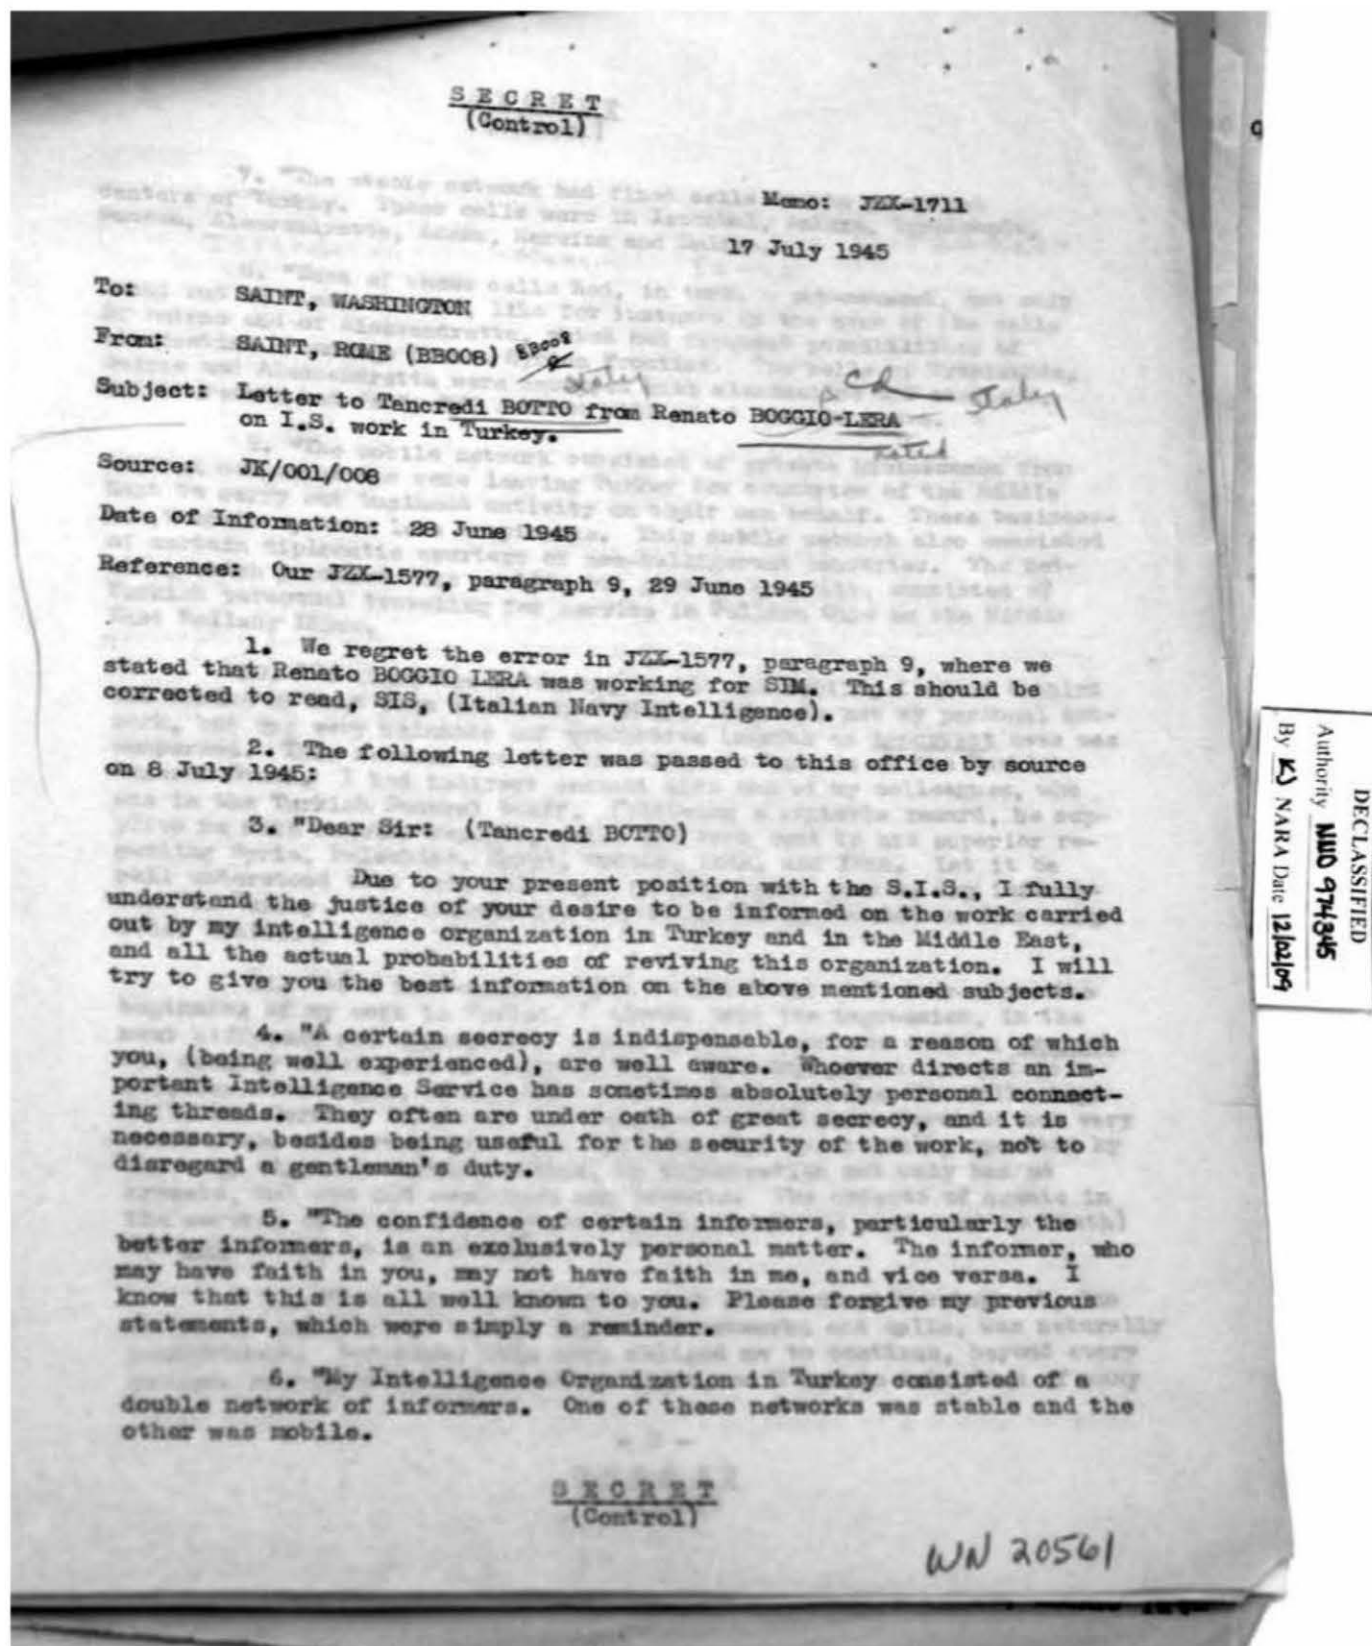 S E C R E T
(Control)
Memo: JZX-1711
17 July 1945
To: SAINT, WASHINGTON
From: SAINT, ROME (BB008) BB008
Italy
Subject: Letter to Tancredi BOTTO from Renato BOGGIO-LERA
on I.S. work in Turkey.
CR Italy
noted
Source: JK/001/008
Date of Information: 28 June 1945
Reference: Our JZX-1577, paragraph 9, 29 June 1945
1. We regret the error in JZX-1577, paragraph 9, where we
stated that Renato BOGGIO LERA was working for SIM. This should be
corrected to read, SIS, (Italian Navy Intelligence).
2. The following letter was passed to this office by source
on 8 July 1945:
3. "Dear Sir: (Tancredi BOTTO)
Due to your present position with the S.I.S., I fully
understand the justice of your desire to be informed on the work carried
out by my intelligence organization in Turkey and in the Middle East,
and all the actual probabilities of reviving this organization. I will
try to give you the best information on the above mentioned subjects.
4. "A certain secrecy is indispensable, for a reason of which
you, (being well experienced), are well aware. Whoever directs an im-
portant Intelligence Service has sometimes absolutely personal connect-
ing threads. They often are under oath of great secrecy, and it is
necessary, besides being useful for the security of the work, not to
disregard a gentleman's duty.
5. "The confidence of certain informers, particularly the
better informers, is an exclusively personal matter. The informer, who
may have faith in you, may not have faith in me, and vice versa. I
know that this is all well known to you. Please forgive my previous
statements, which were simply a reminder.
6. "My Intelligence Organization in Turkey consisted of a
double network of informers. One of these networks was stable and the
other was mobile.
S E C R E T
(Control)
WN 20561
DECLASSIFIED
Authority NND 974345
By KJ NARA Date 12/02/09